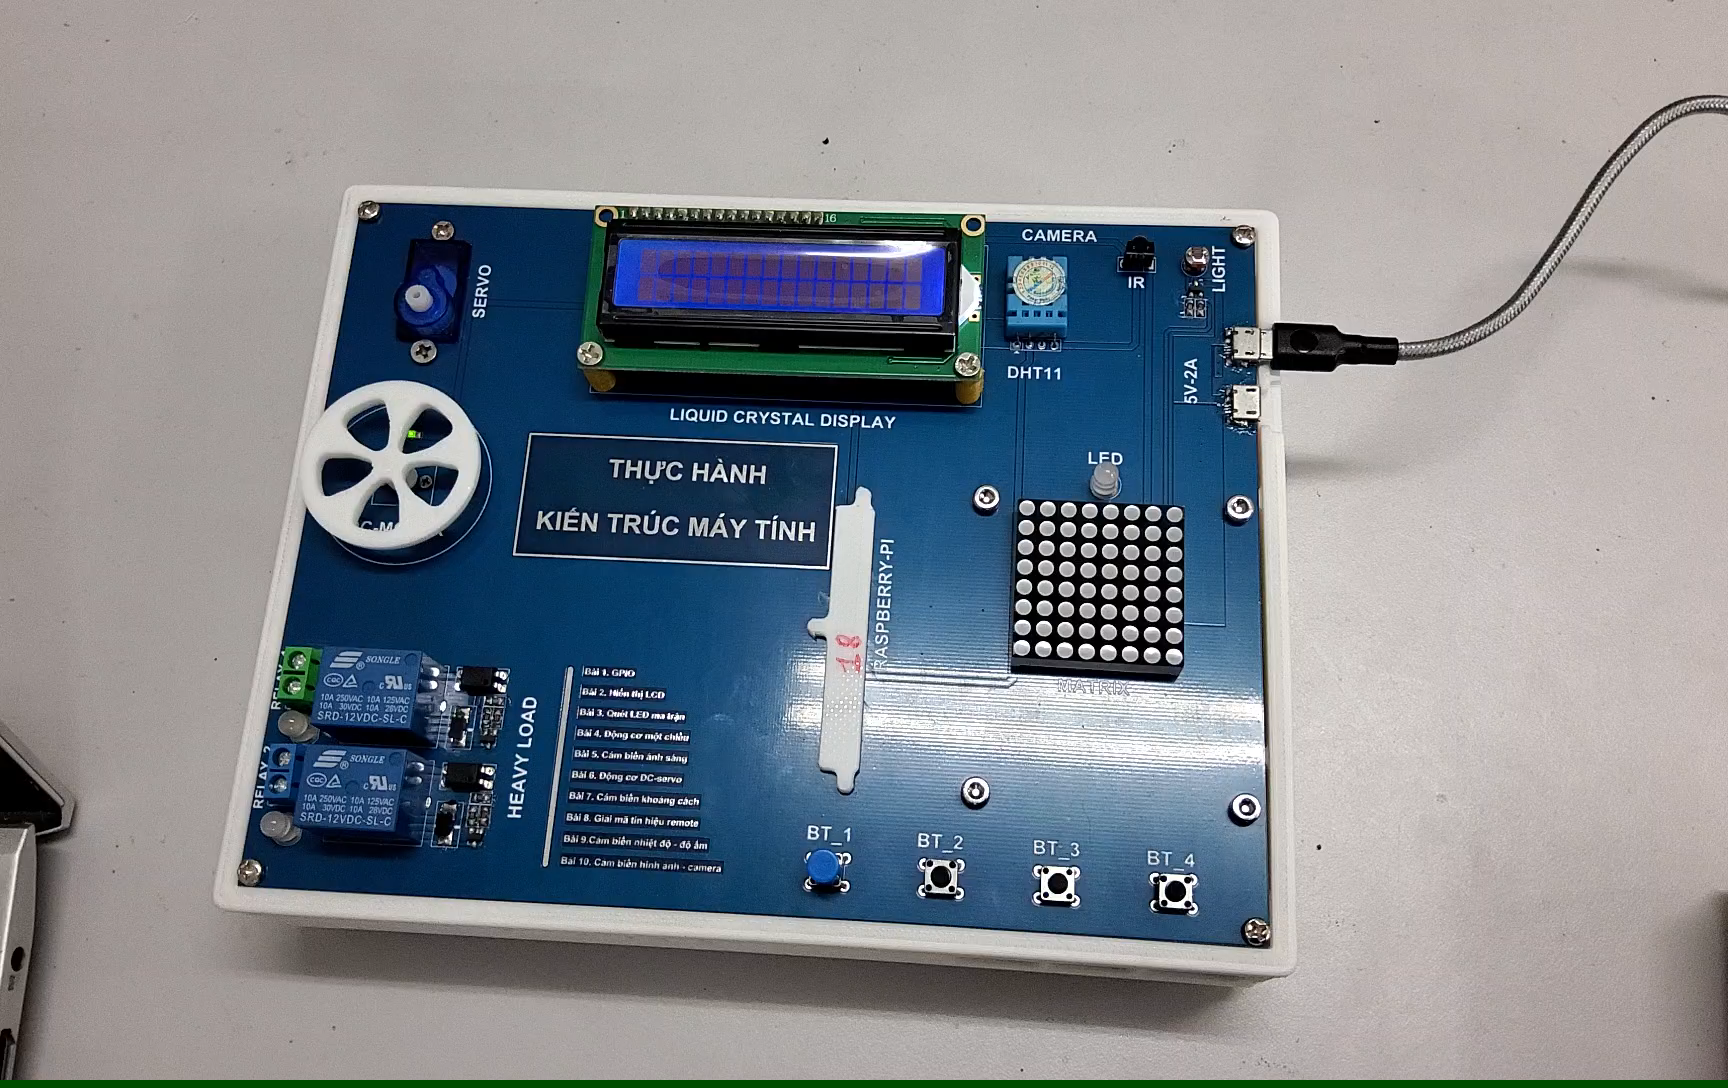 1
16
CAMERA
IR
LIGHT
SERVO
DHT11
5V-2A
LIQUID CRYSTAL DISPLAY
LED
THỰC HÀNH
KIẾN TRÚC MÁY TÍNH
RASPBERRY-PI
18
MATRIX
SONGLE
10A 250VAC 10A 125VAC
10A 30VDC 10A 28VDC
SRD-12VDC-SL-C
RELAY 2
SONGLE
10A 250VAC 10A 125VAC
10A 30VDC 10A 28VDC
SRD-12VDC-SL-C
HEAVY LOAD
Bài 1. GPIO
Bài 2. Hiển thị LCD
Bài 3. Quét LED ma trận
Bài 4. Động cơ một chiều
Bài 5. Cảm biến ánh sáng
Bài 6. Động cơ DC-servo
Bài 7. Cảm biến khoảng cách
Bài 8. Giải mã tín hiệu remote
Bài 9.Cảm biến nhiệt độ - độ ẩm
Bài 10. Cảm biến hình ảnh - camera
BT_1
BT_2
BT_3
BT_4